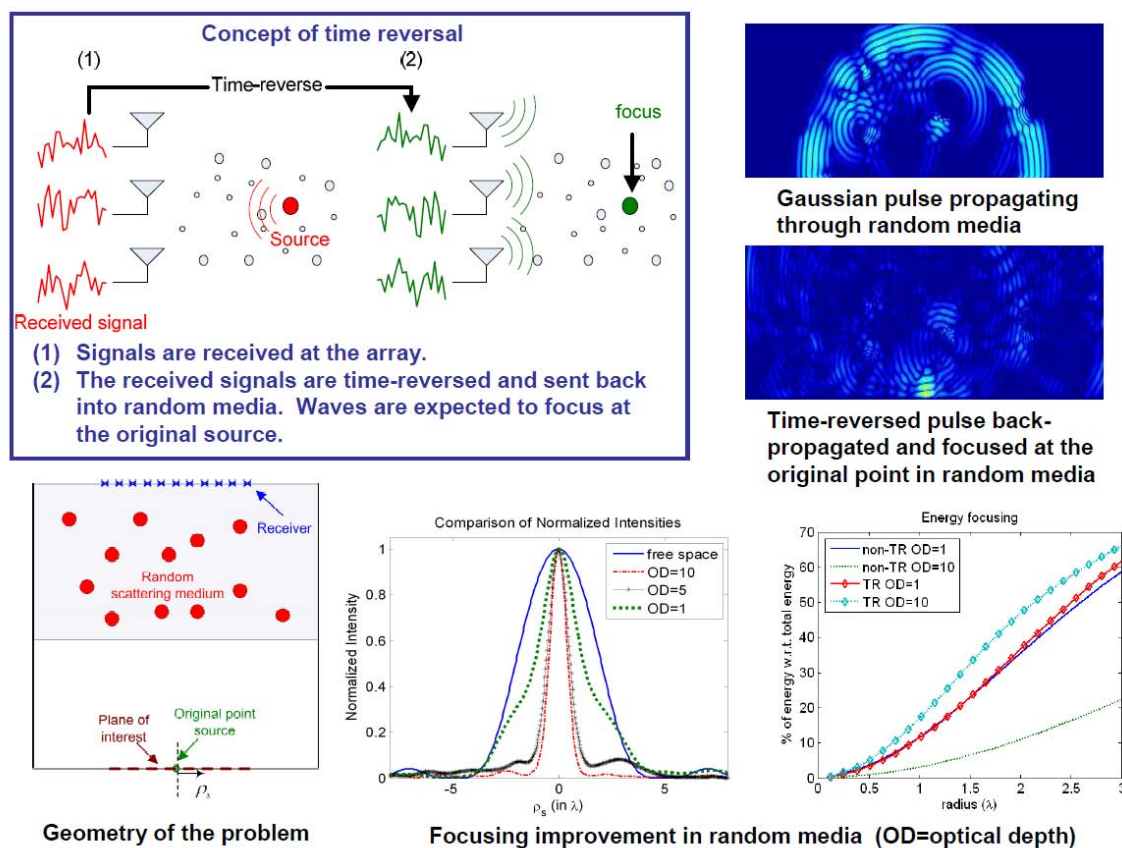 Concept of time reversal
(1)
(2)
Time-reverse
focus
Source
Received signal
(1) Signals are received at the array.
(2) The received signals are time-reversed and sent back
into random media. Waves are expected to focus at
the original source.
Gaussian pulse propagating
through random media
Time-reversed pulse back-
propagated and focused at the
original point in random media
Receiver
Random
scattering medium
Plane of
interest
Original point
source
ρs
Geometry of the problem
Comparison of Normalized Intensities
free space
OD=10
OD=5
OD=1
Normalized Intensity
1
0.8
0.6
0.4
0.2
0
-5 0 5
ρs (in λ)
Energy focusing
non-TR OD=1
non-TR OD=10
TR OD=1
TR OD=10
% of energy w.r.t. total energy
70
60
50
40
30
20
10
0
0 0.5 1 1.5 2 2.5 3
radius (λ)
Focusing improvement in random media (OD=optical depth)